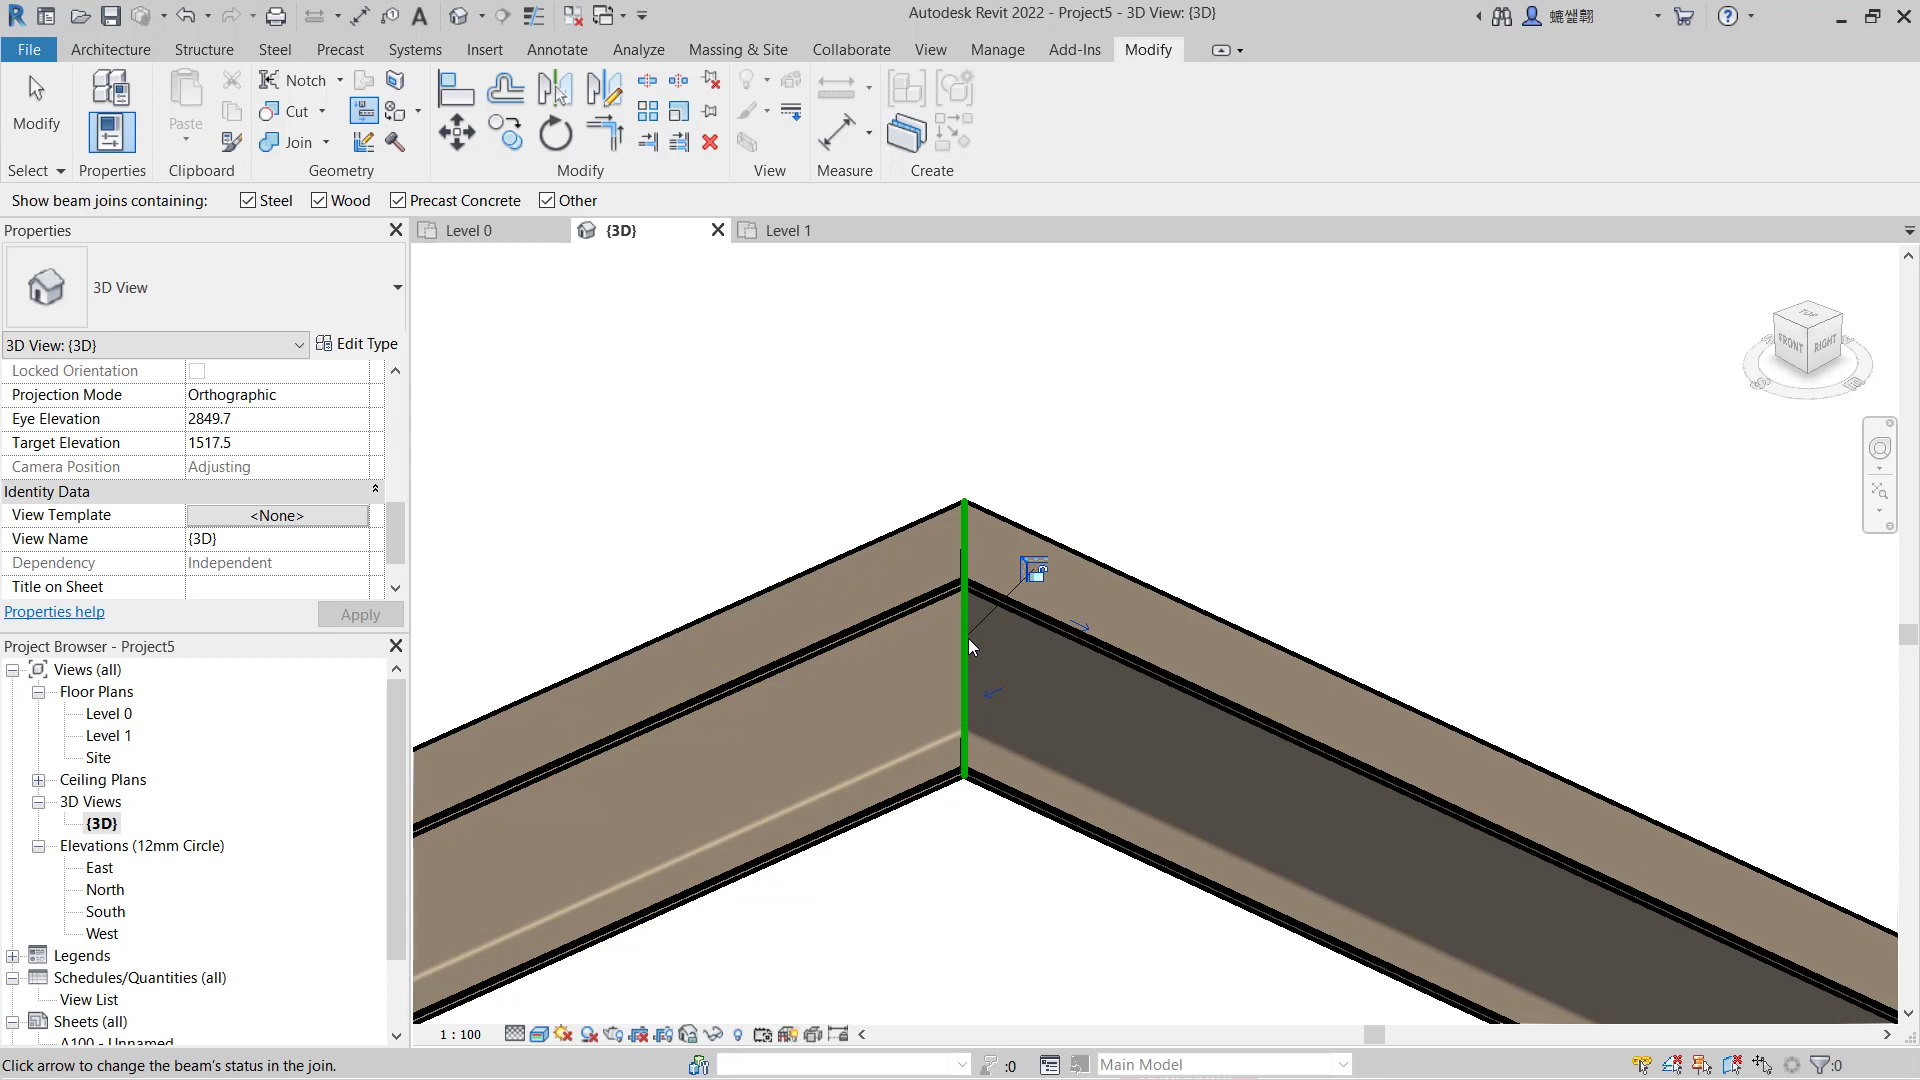 Autodesk Revit 2022 - Project5 - 3D View: {3D}
File Architecture Structure Steel Precast Systems Insert Annotate Analyze Massing & Site Collaborate View Manage Add-Ins Modify
Modify Paste Notch Cut Join
Select Properties Clipboard Geometry Modify View Measure Create
Show beam joins containing: Steel Wood Precast Concrete Other
Properties
Level 0 {3D} Level 1
3D View
3D View: {3D} Edit Type
Locked Orientation
Projection Mode Orthographic
Eye Elevation 2849.7
Target Elevation 1517.5
Camera Position Adjusting
Identity Data
View Template <None>
View Name {3D}
Dependency Independent
Title on Sheet
Properties help Apply
TOP
FRONT RIGHT
Project Browser - Project5
Views (all)
Floor Plans
Level 0
Level 1
Site
Ceiling Plans
3D Views
{3D}
Elevations (12mm Circle)
East
North
South
West
Legends
Schedules/Quantities (all)
View List
Sheets (all)
A100 - Unnamed
1 : 100
Click arrow to change the beam's status in the join. :0 Main Model :0